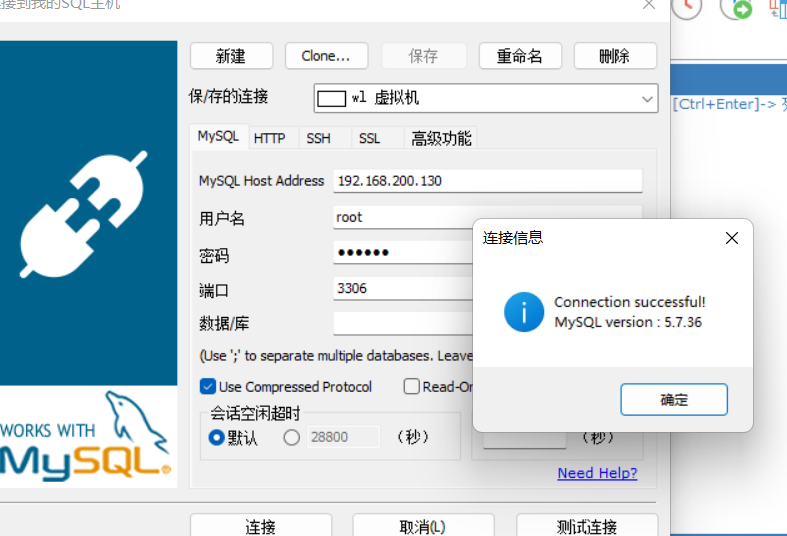 接到我的SQL主机
新建 Clone... 保存 重命名 删除
保/存的连接 wl 虚拟机
[Ctrl+Enter]->
MySQL HTTP SSH SSL 高级功能
MySQL Host Address 192.168.200.130
用户名 root
密码 ●●●●●●
端口 3306
数据/库
(Use ';' to separate multiple databases. Leave
Use Compressed Protocol Read-On
会话空闲超时
默认 28800 (秒) (秒)
Need Help?
连接 取消(L) 测试连接
WORKS WITH
MySQL®
连接信息
Connection successful!
MySQL version : 5.7.36
确定